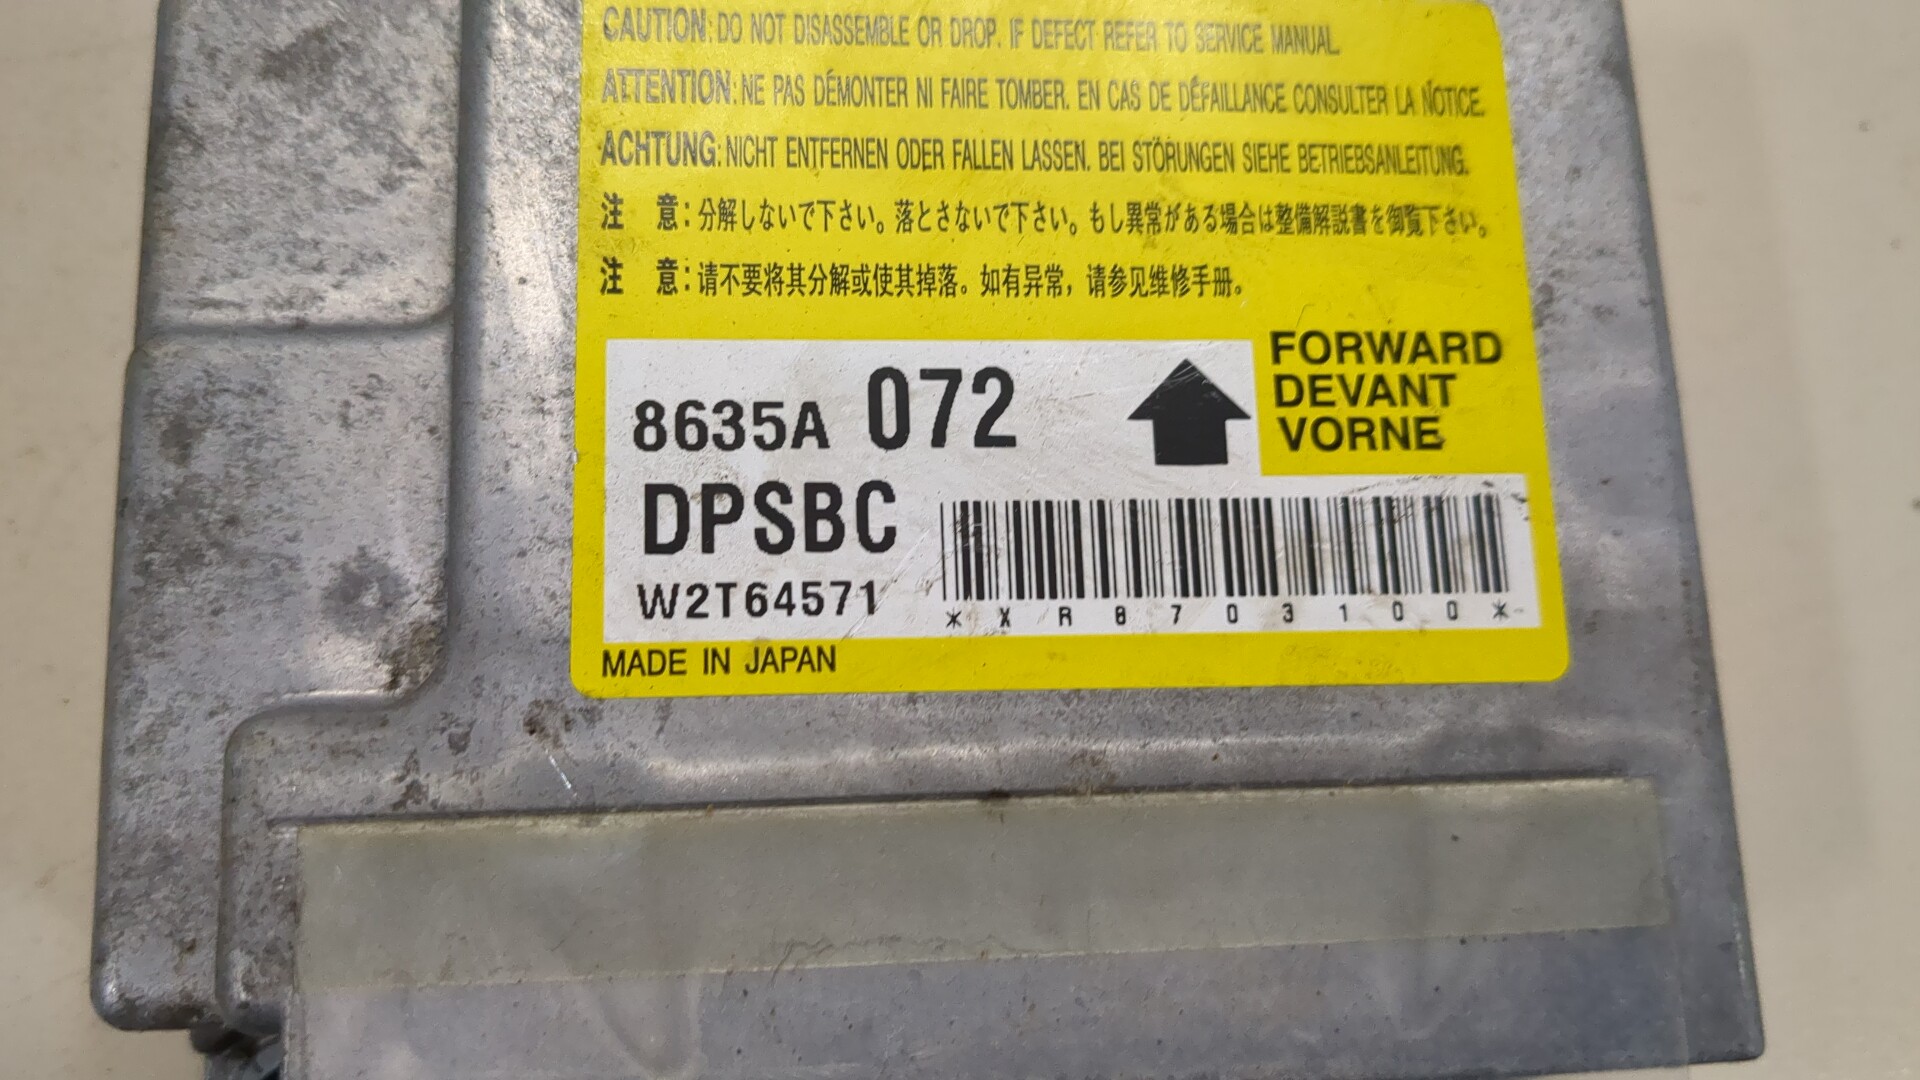 CAUTION: DO NOT DISASSEMBLE OR DROP. IF DEFECT REFER TO SERVICE MANUAL.
ATTENTION: NE PAS DÉMONTER NI FAIRE TOMBER. EN CAS DE DÉFAILLANCE CONSULTER LA NOTICE.
ACHTUNG: NICHT ENTFERNEN ODER FALLEN LASSEN. BEI STÖRUNGEN SIEHE BETRIEBSANLEITUNG.
注 意: 分解しないで下さい。落とさないで下さい。もし異常がある場合は整備解説書を御覧下さい。
注 意: 请不要将其分解或使其掉落。如有异常，请参见维修手册。
8635A 072
FORWARD
DEVANT
VORNE
DPSBC
W2T64571
*XR8703100*
MADE IN JAPAN